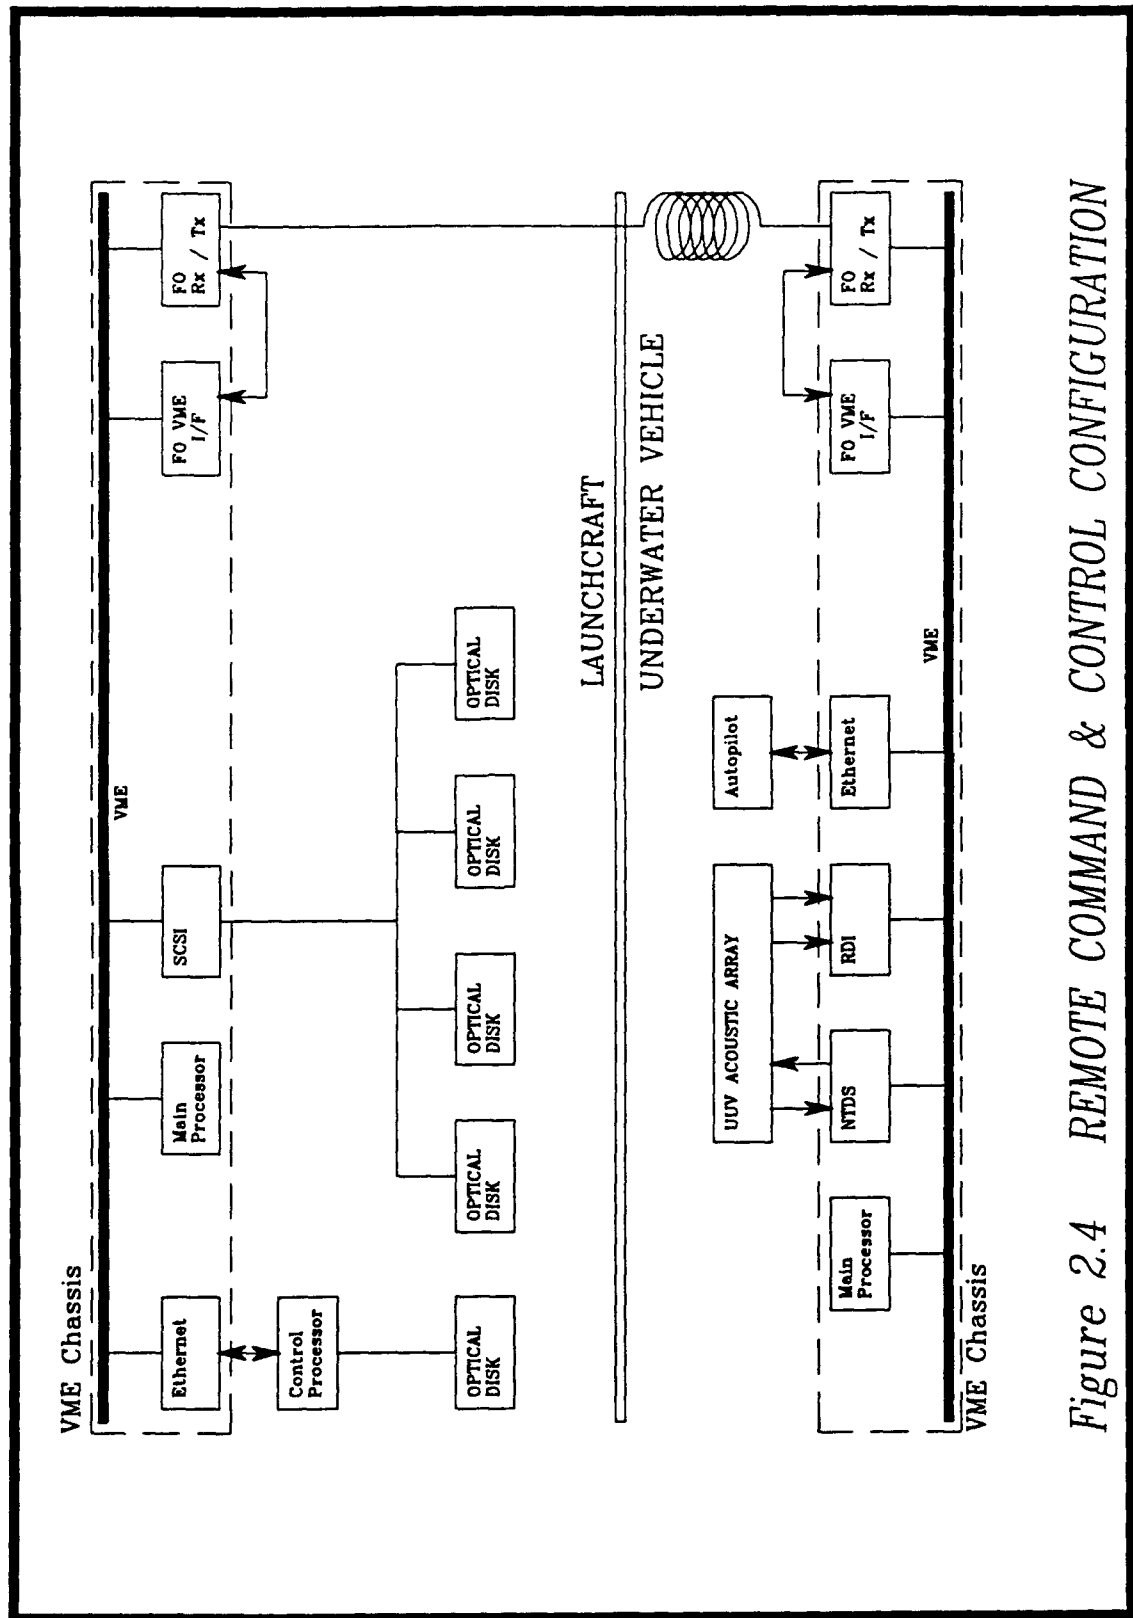 VME Chassis
VME
Ethernet
Main
Processor
SCSI
FO VME
I/F
FO
Rx / Tx
Control
Processor
OPTICAL
DISK
OPTICAL
DISK
OPTICAL
DISK
OPTICAL
DISK
OPTICAL
DISK
LAUNCHCRAFT
UNDERWATER VEHICLE
UUV ACOUSTIC ARRAY
Autopilot
Main
Processor
NTDS
RDI
Ethernet
FO VME
I/F
FO
Rx / Tx
VME
VME Chassis
Figure 2.4 REMOTE COMMAND & CONTROL CONFIGURATION